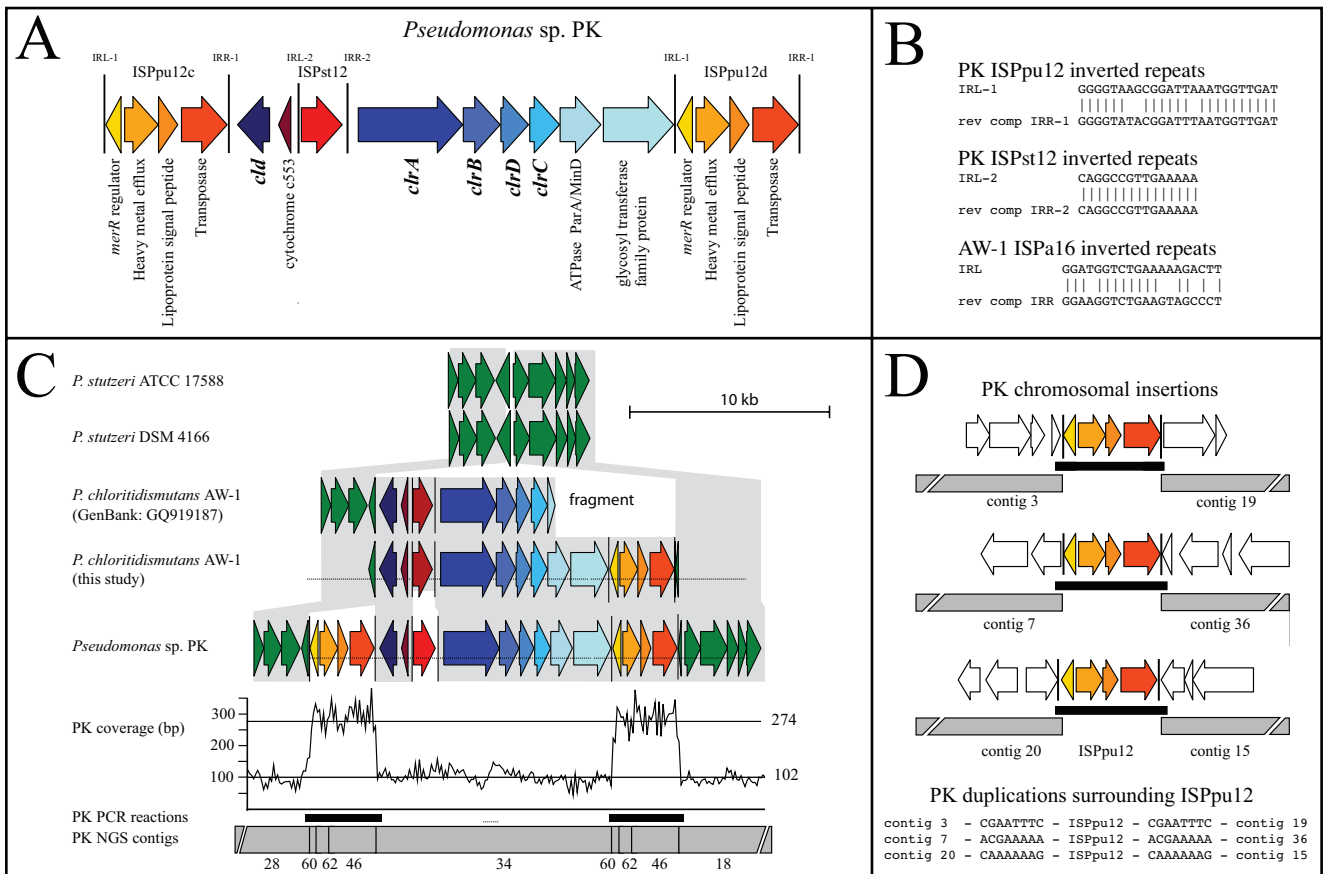 A
Pseudomonas sp. PK
IRL-1
IRR-1
IRL-2
IRR-2
IRL-1
IRR-1
ISPpu12c
ISPst12
ISPpu12d
merR regulator
Heavy metal efflux
Lipoprotein signal peptide
Transposase
cld
cytochrome c553
clrA
clrB
clrD
clrC
ATPase ParA/MinD
glycosyl transferase
family protein
merR regulator
Heavy metal efflux
Lipoprotein signal peptide
Transposase
B
PK ISPpu12 inverted repeats
IRL-1 GGGGTAAGCGGATTAAATGGTTGAT
rev comp IRR-1 GGGGTATACGGATTTAATGGTTGAT
PK ISPst12 inverted repeats
IRL-2 CAGGCCGTTGAAAAA
rev comp IRR-2 CAGGCCGTTGAAAAA
AW-1 ISPa16 inverted repeats
IRL GGATGGTCTGAAAAAGACTT
rev comp IRR GGAAGGTCTGAAGTAGCCCT
C
P. stutzeri ATCC 17588
10 kb
P. stutzeri DSM 4166
P. chloritidismutans AW-1
(GenBank: GQ919187)
fragment
P. chloritidismutans AW-1
(this study)
Pseudomonas sp. PK
PK coverage (bp)
300
200
100
274
102
PK PCR reactions
PK NGS contigs
28 60 62 46 34 60 62 46 18
D
PK chromosomal insertions
contig 3 contig 19
contig 7 contig 36
contig 20 ISPpu12 contig 15
PK duplications surrounding ISPpu12
contig 3 – CGAATTTC – ISPpu12 – CGAATTTC – contig 19
contig 7 – ACGAAAAA – ISPpu12 – ACGAAAAA – contig 36
contig 20 – CAAAAAAG – ISPpu12 – CAAAAAAG – contig 15